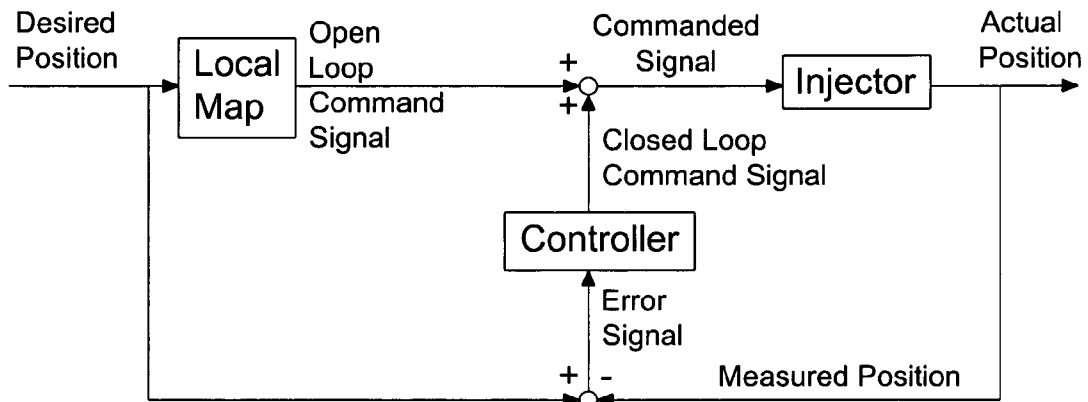 Desired
Position
Local
Map
Open
Loop
Command
Signal
+
+
Commanded
Signal
Injector
Actual
Position
Closed Loop
Command Signal
Controller
Error
Signal
+ -
Measured Position